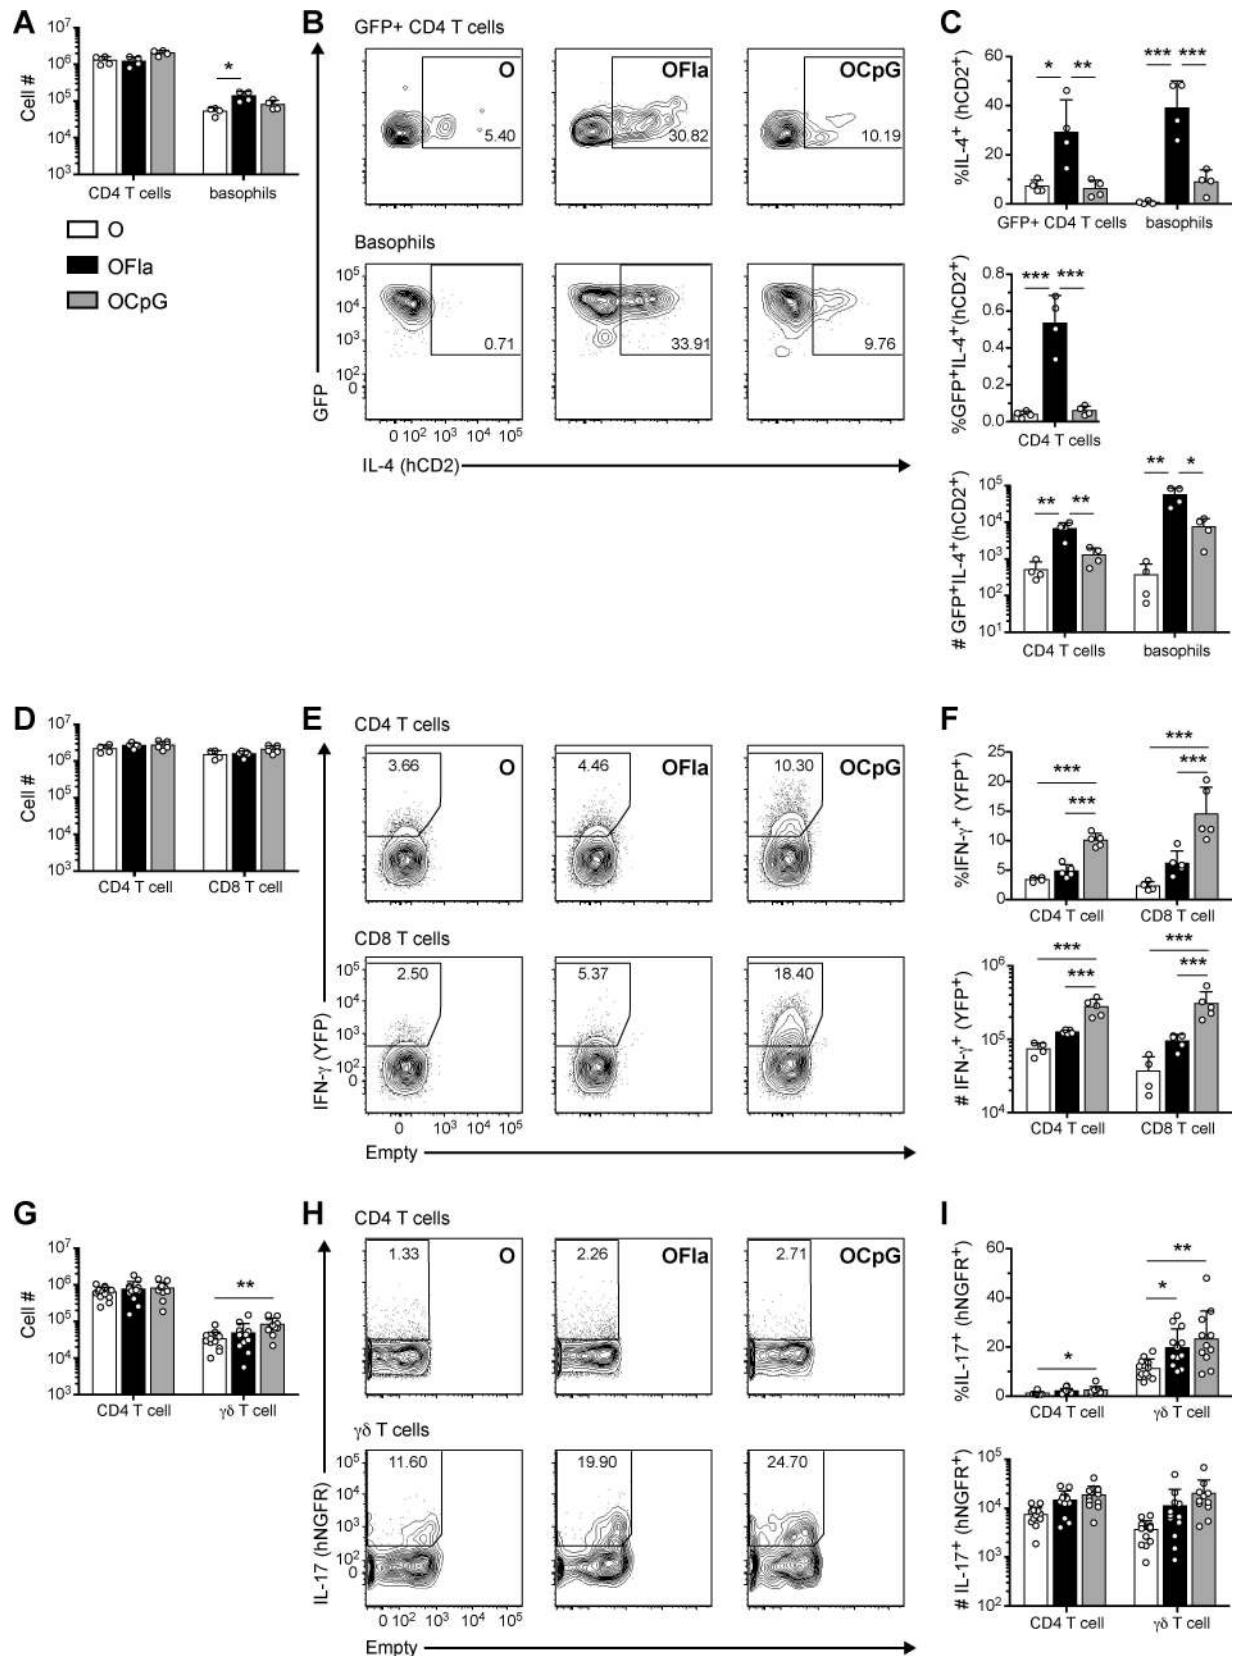 A
Cell #
10⁷
10⁶
10⁵
10⁴
10³
*
CD4 T cells
basophils
O
OFla
OCpG
B
GFP+ CD4 T cells
O
5.40
OFla
30.82
OCpG
10.19
Basophils
10⁵
10⁴
10³
10²
0
0.71
33.91
9.76
GFP
0 10² 10³ 10⁴ 10⁵
IL-4 (hCD2)
C
%IL-4⁺ (hCD2⁺)
60
40
20
0
* ** *** ***
GFP+ CD4 T cells
basophils
%GFP⁺IL-4⁺(hCD2⁺)
0.8
0.6
0.4
0.2
0.0
*** ***
CD4 T cells
# GFP⁺IL-4⁺(hCD2⁺)
10⁵
10⁴
10³
10²
10¹
** ** ** *
CD4 T cells
basophils
D
Cell #
10⁷
10⁶
10⁵
10⁴
10³
CD4 T cell
CD8 T cell
E
CD4 T cells
3.66
O
4.46
OFla
10.30
OCpG
CD8 T cells
10⁵
10⁴
10³
10²
0
2.50
5.37
18.40
IFN-γ (YFP)
0 10³ 10⁴ 10⁵
Empty
F
%IFN-γ⁺ (YFP⁺)
25
20
15
10
5
0
*** *** *** ***
CD4 T cell
CD8 T cell
# IFN-γ⁺ (YFP⁺)
10⁶
10⁵
10⁴
*** *** *** ***
CD4 T cell
CD8 T cell
G
Cell #
10⁷
10⁶
10⁵
10⁴
10³
**
CD4 T cell
γδ T cell
H
CD4 T cells
1.33
O
2.26
OFla
2.71
OCpG
γδ T cells
10⁵
10⁴
10³
10²
0
11.60
19.90
24.70
IL-17 (hNGFR)
0 10² 10³ 10⁴ 10⁵
Empty
I
%IL-17⁺ (hNGFR⁺)
60
40
20
0
* * **
CD4 T cell
γδ T cell
# IL-17⁺ (hNGFR⁺)
10⁵
10⁴
10³
10²
CD4 T cell
γδ T cell